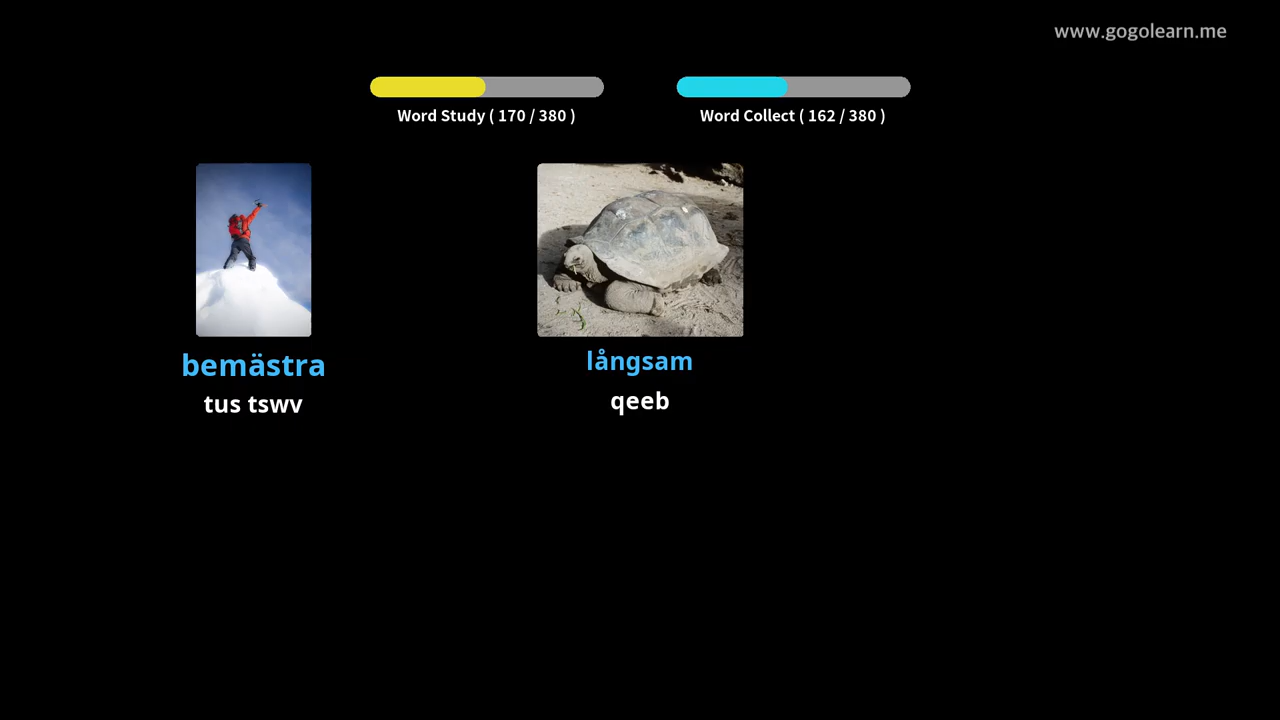 www.gogolearn.me
Word Study ( 170 / 380 )
Word Collect ( 162 / 380 )
bemästra
tus tswv
långsam
qeeb